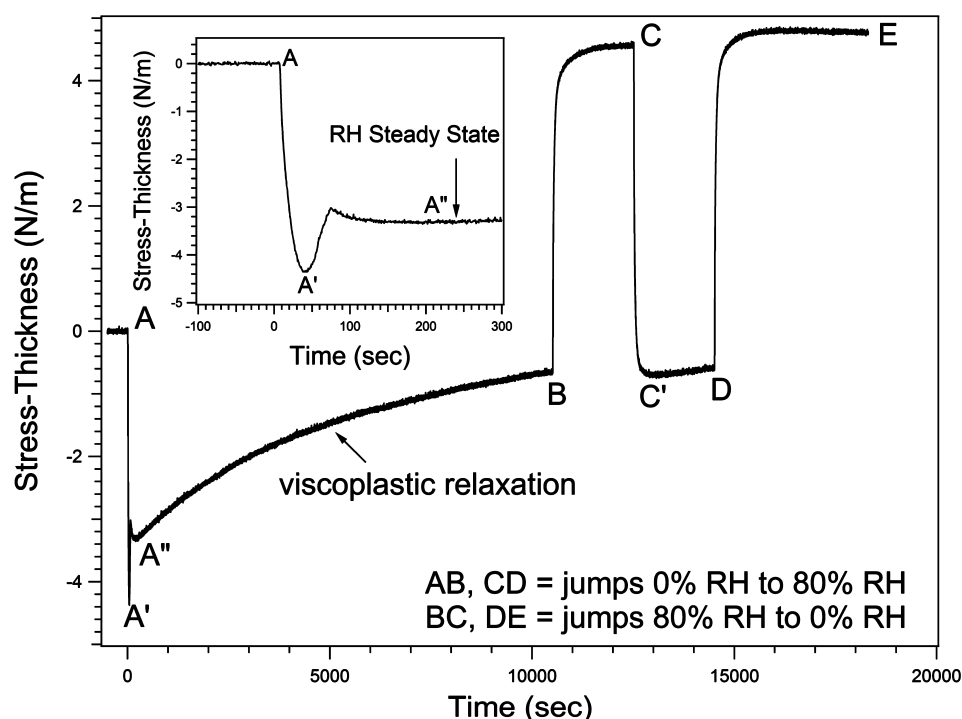 Stress-Thickness (N/m)
4
2
0
-2
-4
0
5000
10000
15000
20000
Time (sec)
A
A'
A"
B
C
C'
D
E
viscoplastic relaxation
AB, CD = jumps 0% RH to 80% RH
BC, DE = jumps 80% RH to 0% RH
Stress-Thickness (N/m)
0
-1
-2
-3
-4
-5
-100
0
100
200
300
Time (sec)
A
A'
A"
RH Steady State